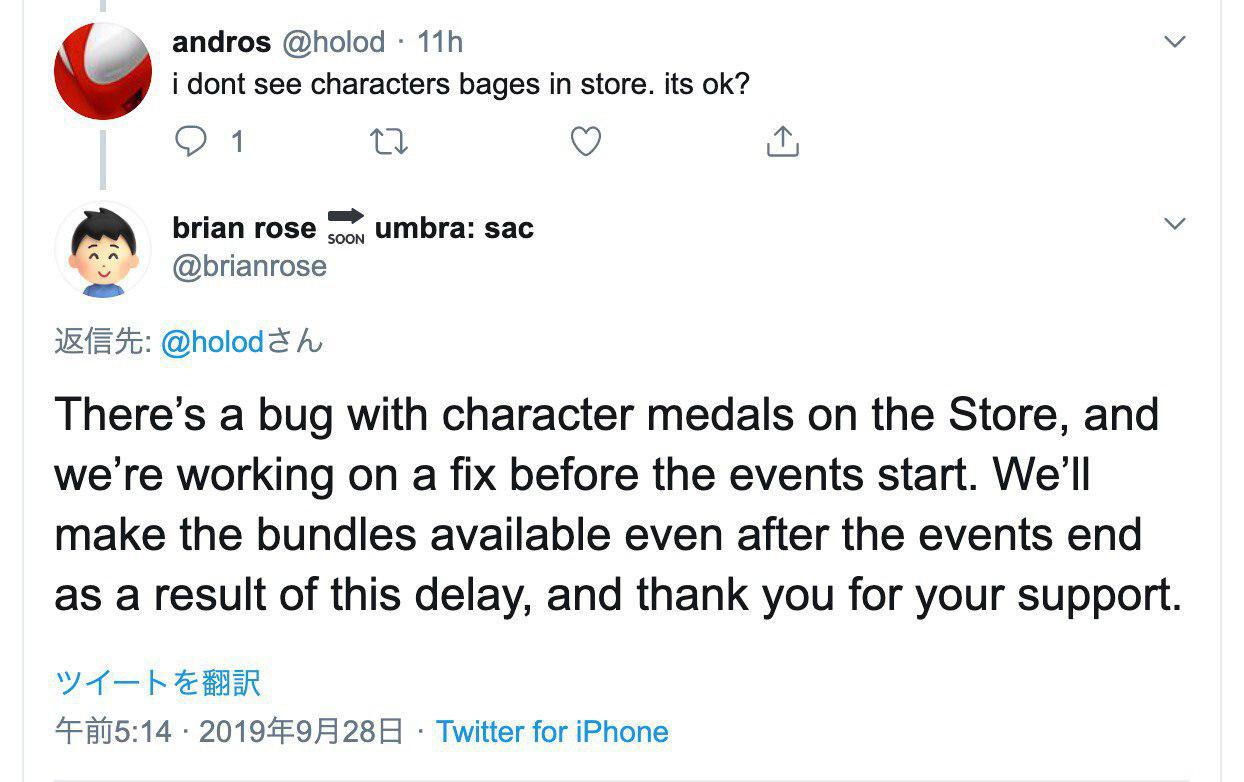 andros @holod · 11h
i dont see characters bages in store. its ok?
1
brian rose SOON umbra: sac
@brianrose
返信先: @holodさん
There’s a bug with character medals on the Store, and
we’re working on a fix before the events start. We’ll
make the bundles available even after the events end
as a result of this delay, and thank you for your support.
ツイートを翻訳
午前5:14 · 2019年9月28日 · Twitter for iPhone